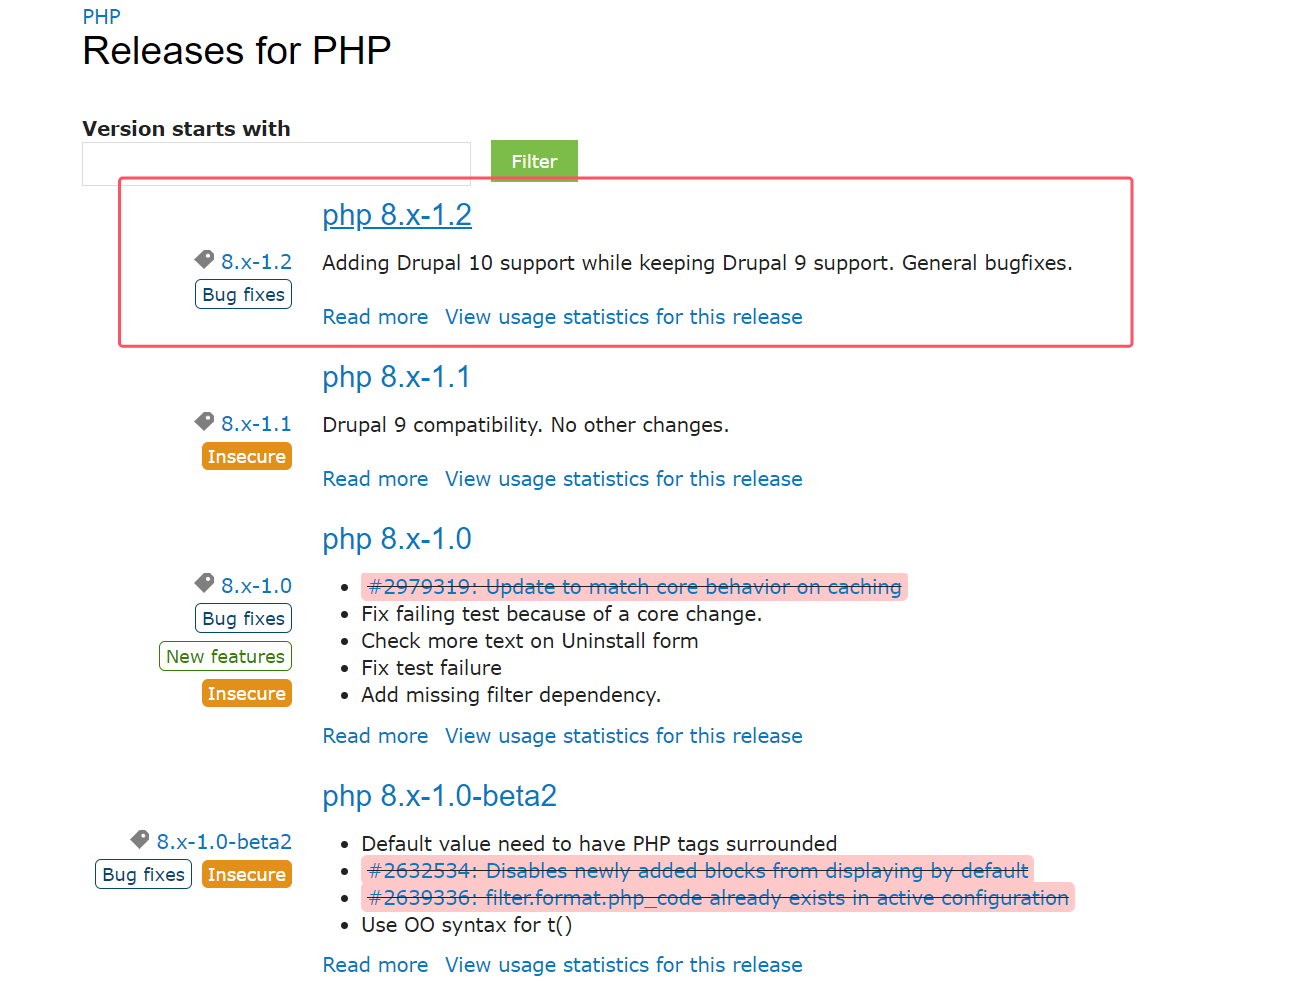 PHP
Releases for PHP
Version starts with
Filter
php 8.x-1.2
8.x-1.2
Adding Drupal 10 support while keeping Drupal 9 support. General bugfixes.
Bug fixes
Read more View usage statistics for this release
php 8.x-1.1
8.x-1.1
Drupal 9 compatibility. No other changes.
Insecure
Read more View usage statistics for this release
php 8.x-1.0
8.x-1.0
Bug fixes
New features
Insecure
#2979319: Update to match core behavior on caching
Fix failing test because of a core change.
Check more text on Uninstall form
Fix test failure
Add missing filter dependency.
Read more View usage statistics for this release
php 8.x-1.0-beta2
8.x-1.0-beta2
Bug fixes Insecure
Default value need to have PHP tags surrounded
#2632534: Disables newly added blocks from displaying by default
#2639336: filter.format.php_code already exists in active configuration
Use OO syntax for t()
Read more View usage statistics for this release